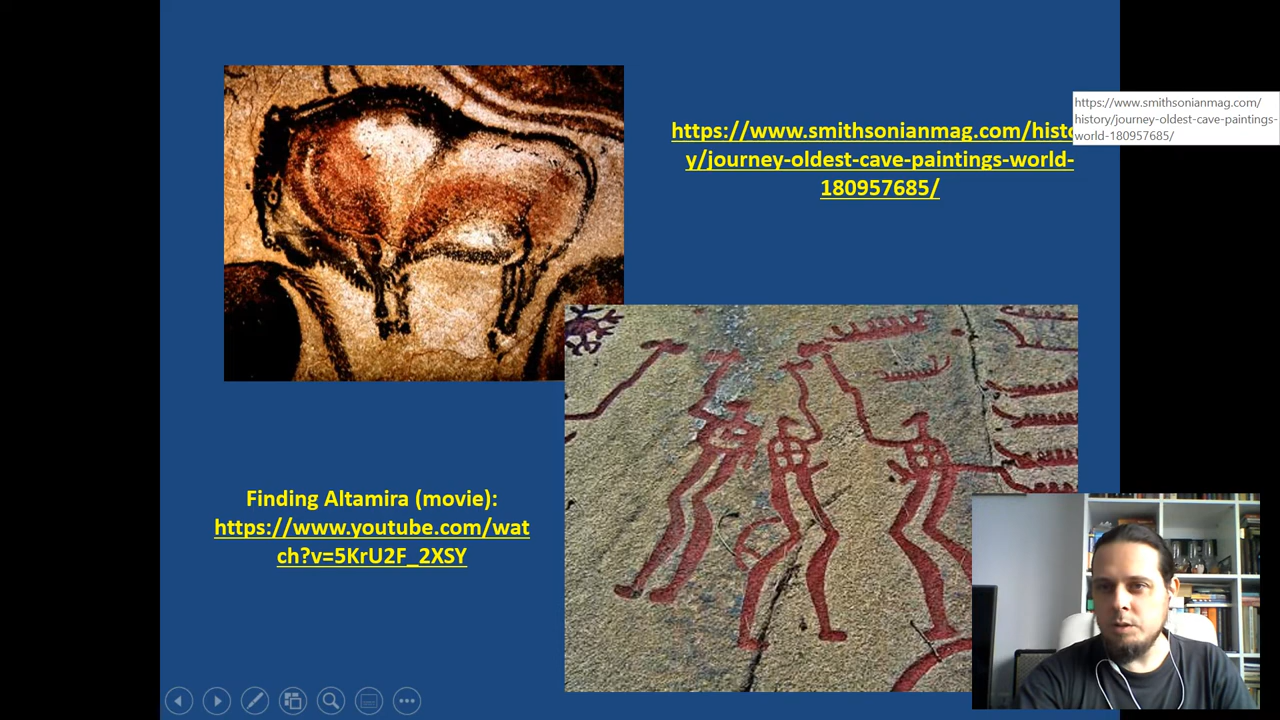 https://www.smithsonianmag.com/histo
y/journey-oldest-cave-paintings-world-
180957685/
https://www.smithsonianmag.com/
history/journey-oldest-cave-paintings-
world-180957685/
Finding Altamira (movie):
https://www.youtube.com/wat
ch?v=5KrU2F_2XSY